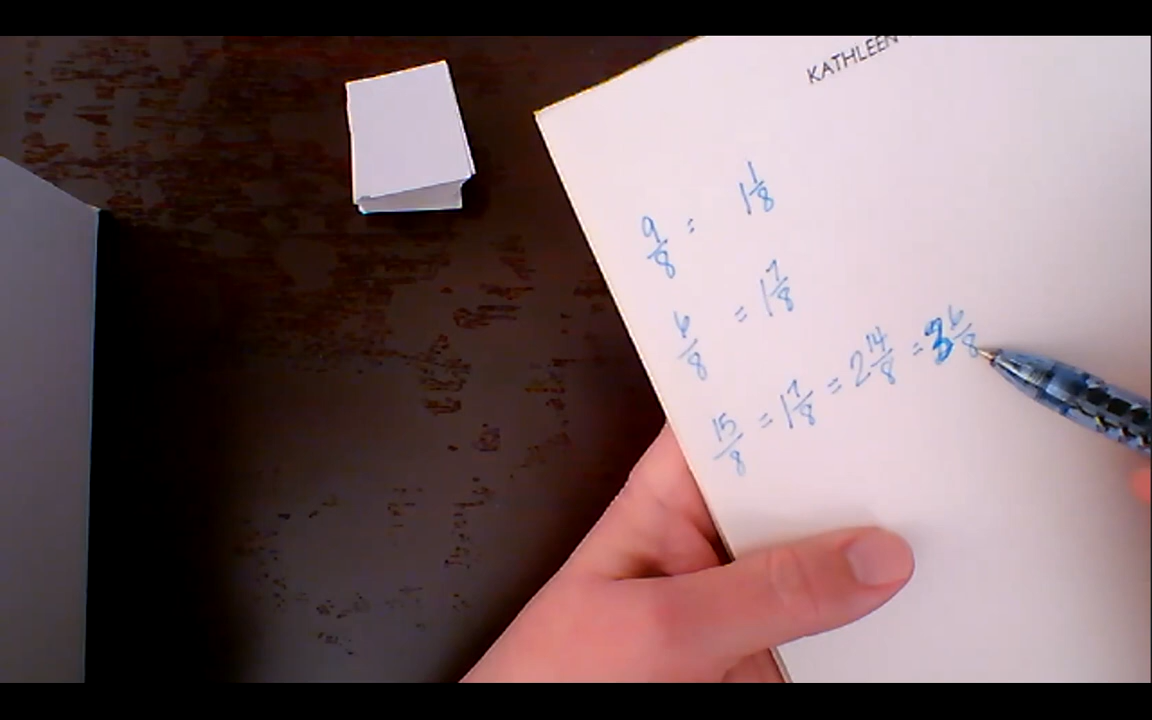 KATHLEEN
9/8 = 1 1/8
6/8 = 1 7/8
15/8 = 1 7/8 = 2 14/8 = 3 6/8